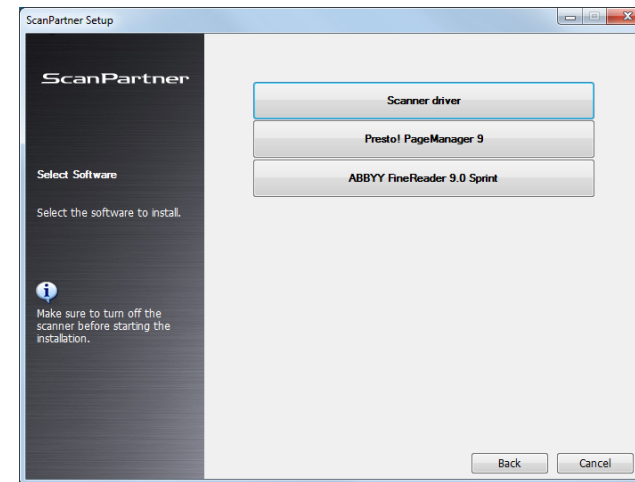 ScanPartner Setup
ScanPartner
Scanner driver
Presto! PageManager 9
ABBYY FineReader 9.0 Sprint
Select Software
Select the software to install.
Make sure to turn off the
scanner before starting the
installation.
Back
Cancel